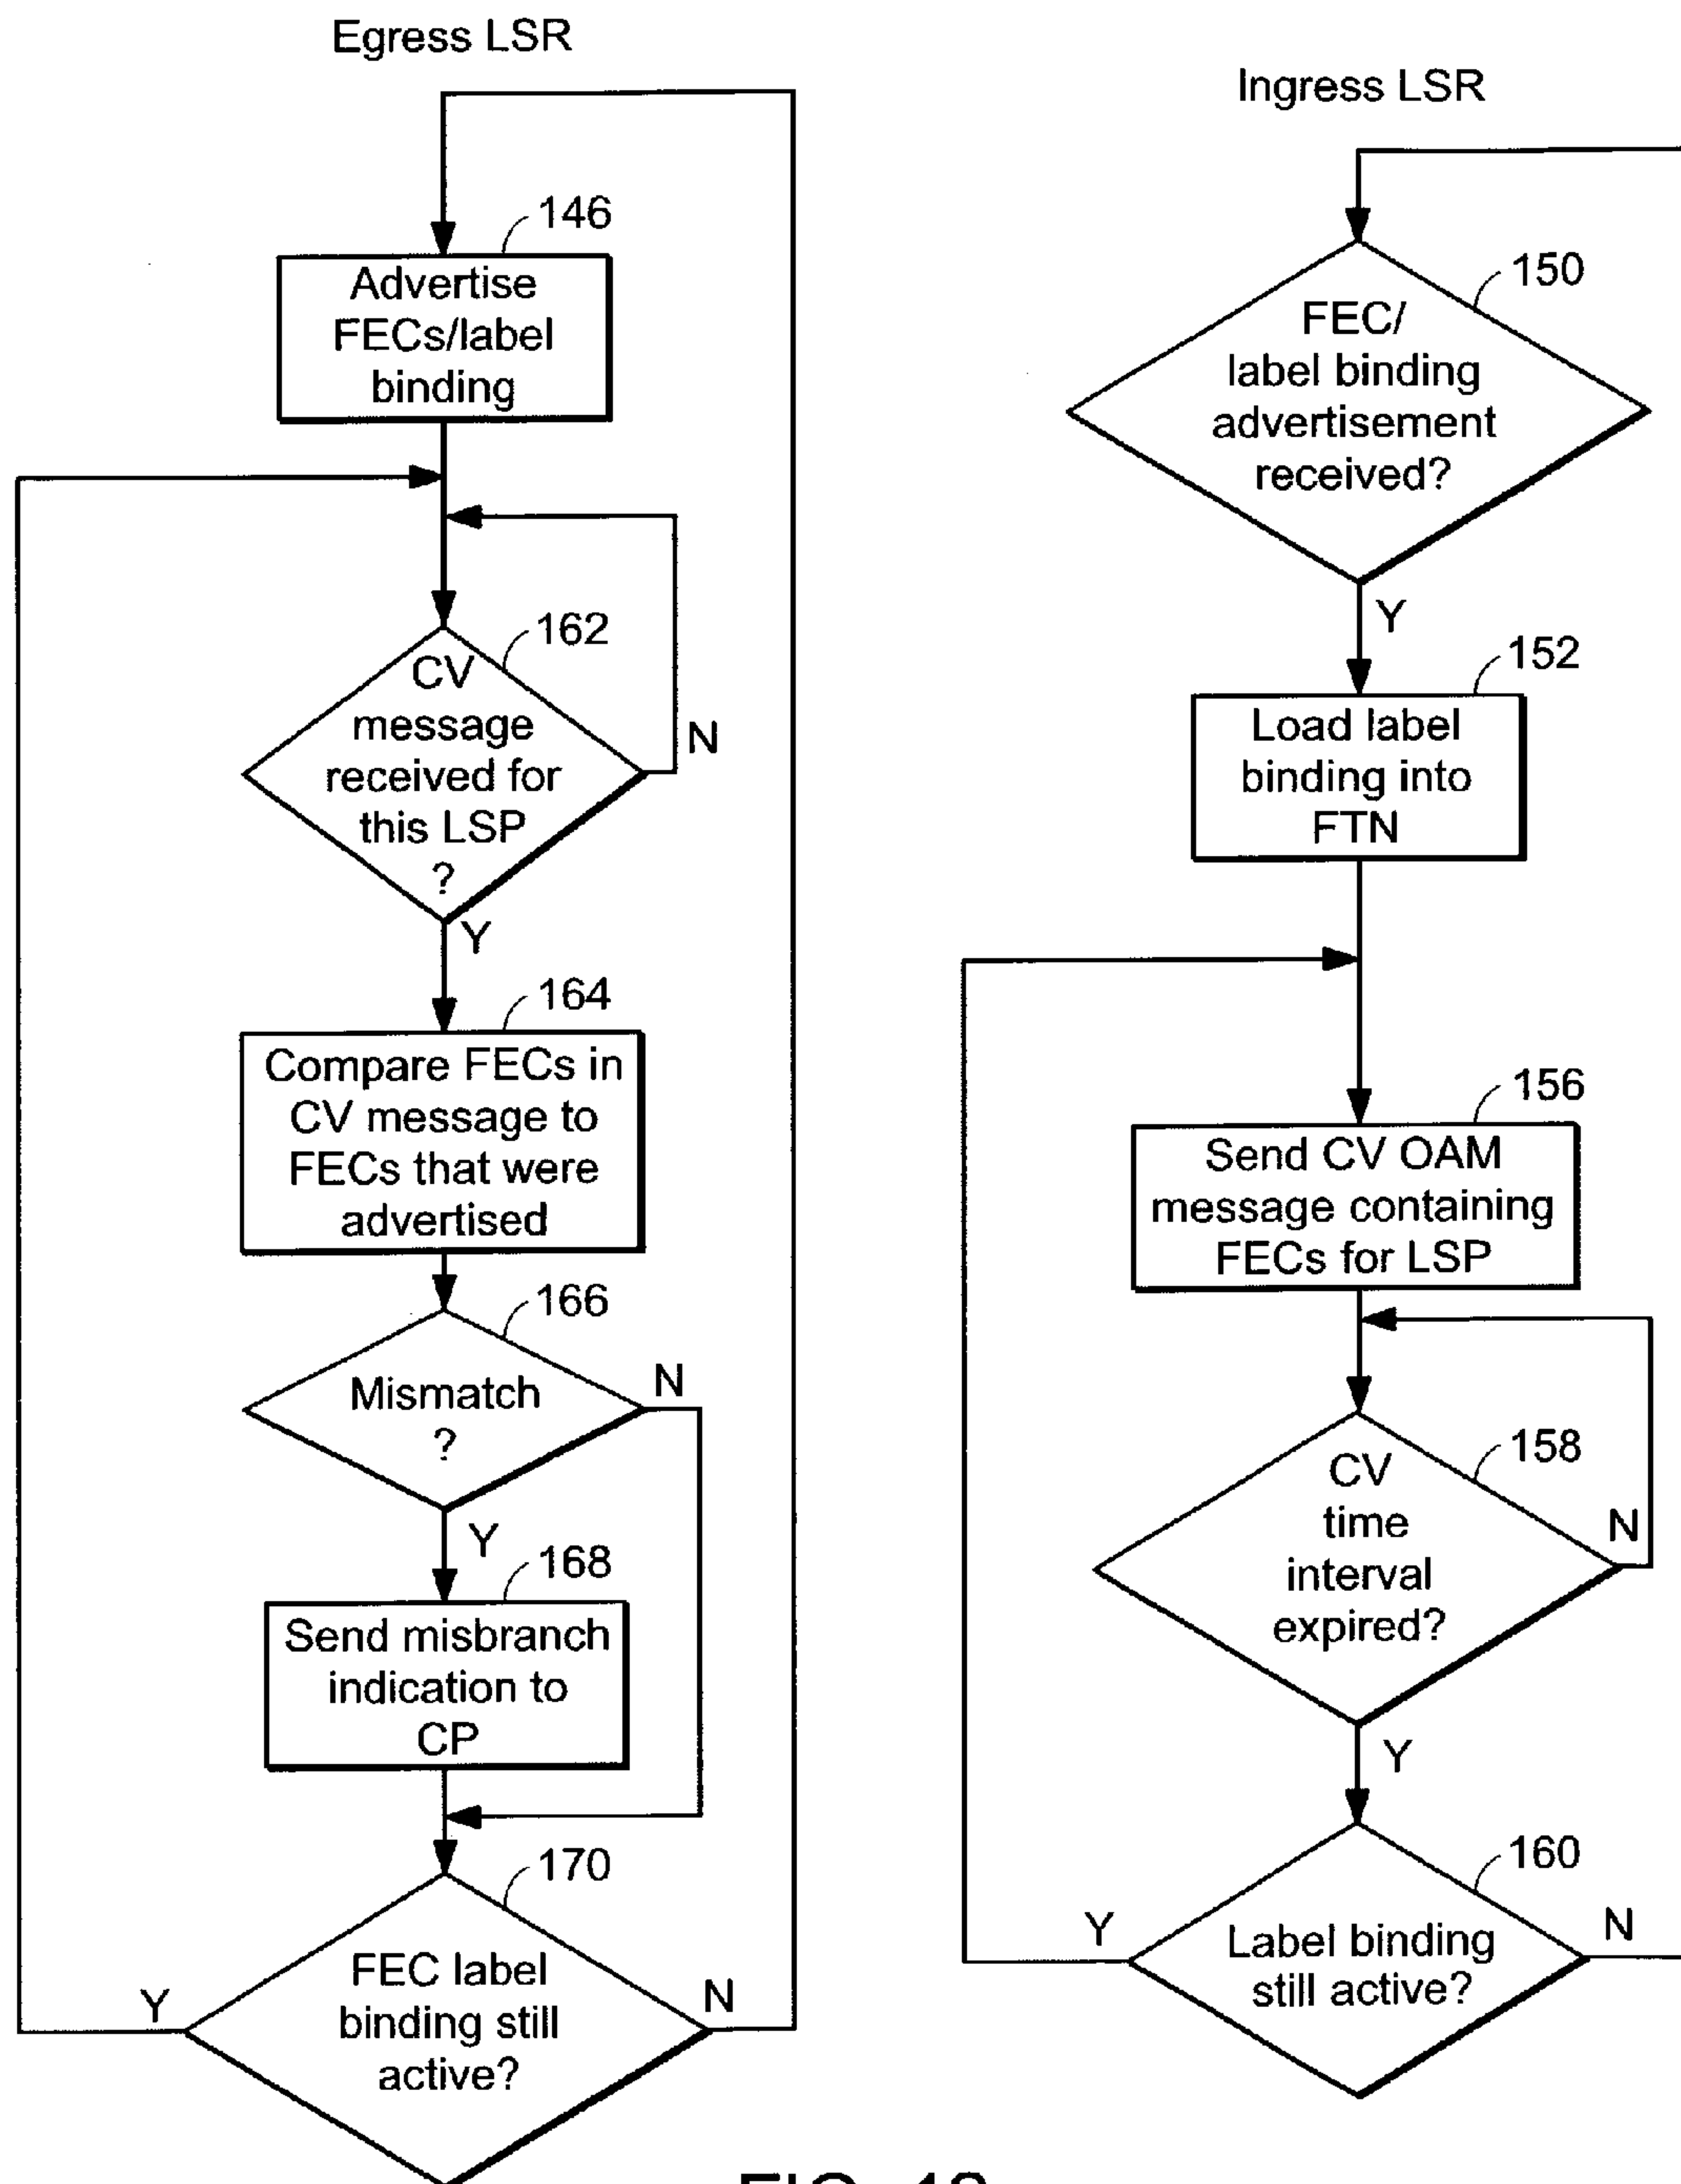 Egress LSR
146
Advertise
FECs/label
binding
162
CV
message
received for
this LSP
?
N
Y
164
Compare FECs in
CV message to
FECs that were
advertised
166
Mismatch
?
N
Y
168
Send misbranch
indication to
CP
170
FEC label
binding still
active?
Y
N
Ingress LSR
150
FEC/
label binding
advertisement
received?
Y
152
Load label
binding into
FTN
156
Send CV OAM
message containing
FECs for LSP
158
CV
time
interval
expired?
N
Y
160
Label binding
still active?
Y
N